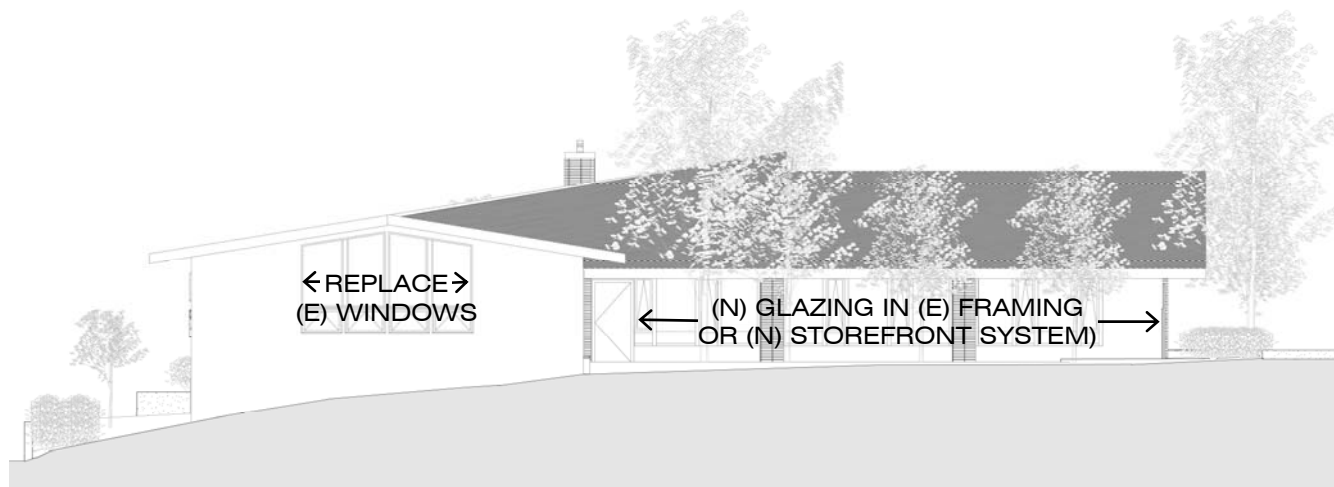 REPLACE
(E) WINDOWS
(N) GLAZING IN (E) FRAMING
OR (N) STOREFRONT SYSTEM)